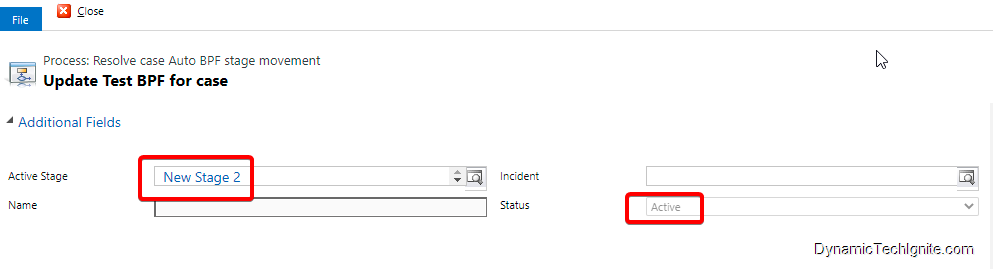 File
Close
Process: Resolve case Auto BPF stage movement
Update Test BPF for case
Additional Fields
Active Stage New Stage 2 Incident
Name Status Active
DynamicTechIgnite.com